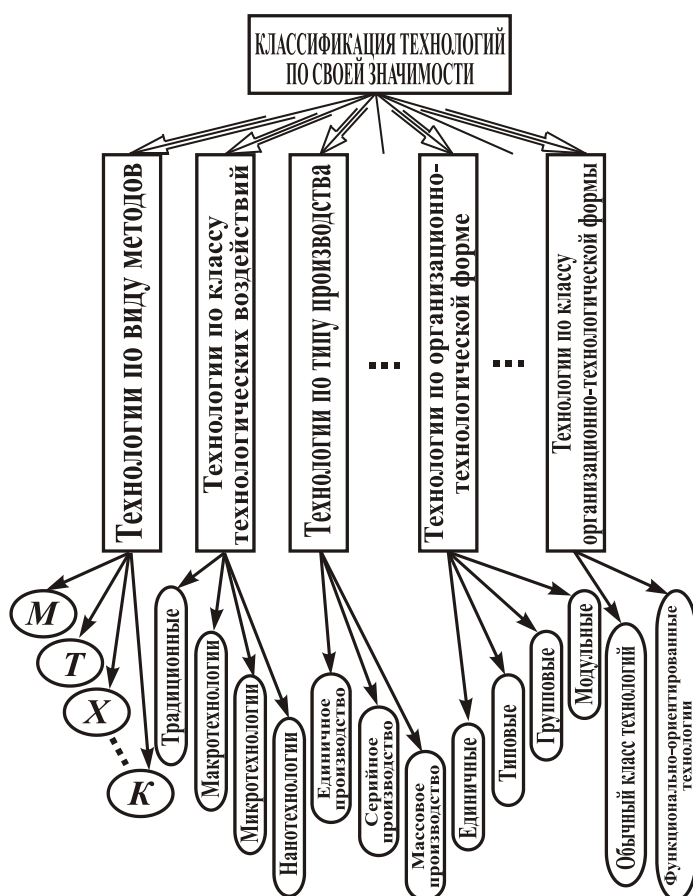 КЛАССИФИКАЦИЯ ТЕХНОЛОГИЙ
ПО СВОЕЙ ЗНАЧИМОСТИ
Технологии по виду методов
Технологии по классу
технологических воздействий
Технологии по типу производства
Технологии по организационно-
технологической форме
Технологии по классу
организационно-технологической формы
М
Т
Х
К
Традиционные
Макротехнологии
Микротехнологии
Нанотехнологии
Единичное
производство
Серийное
производство
Массовое
производство
Единичные
Типовые
Групповые
Модульные
Обычный класс технологий
Функционально-ориентированные
технологии